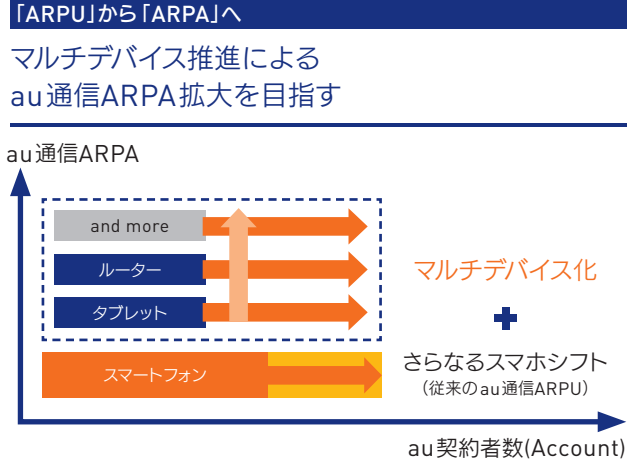 「ARPU」から「ARPA」へ
マルチデバイス推進による
au通信ARPA拡大を目指す
au通信ARPA
and more
ルーター
タブレット
スマートフォン
マルチデバイス化
+
さらなるスマホシフト
(従来のau通信ARPU)
au契約者数(Account)